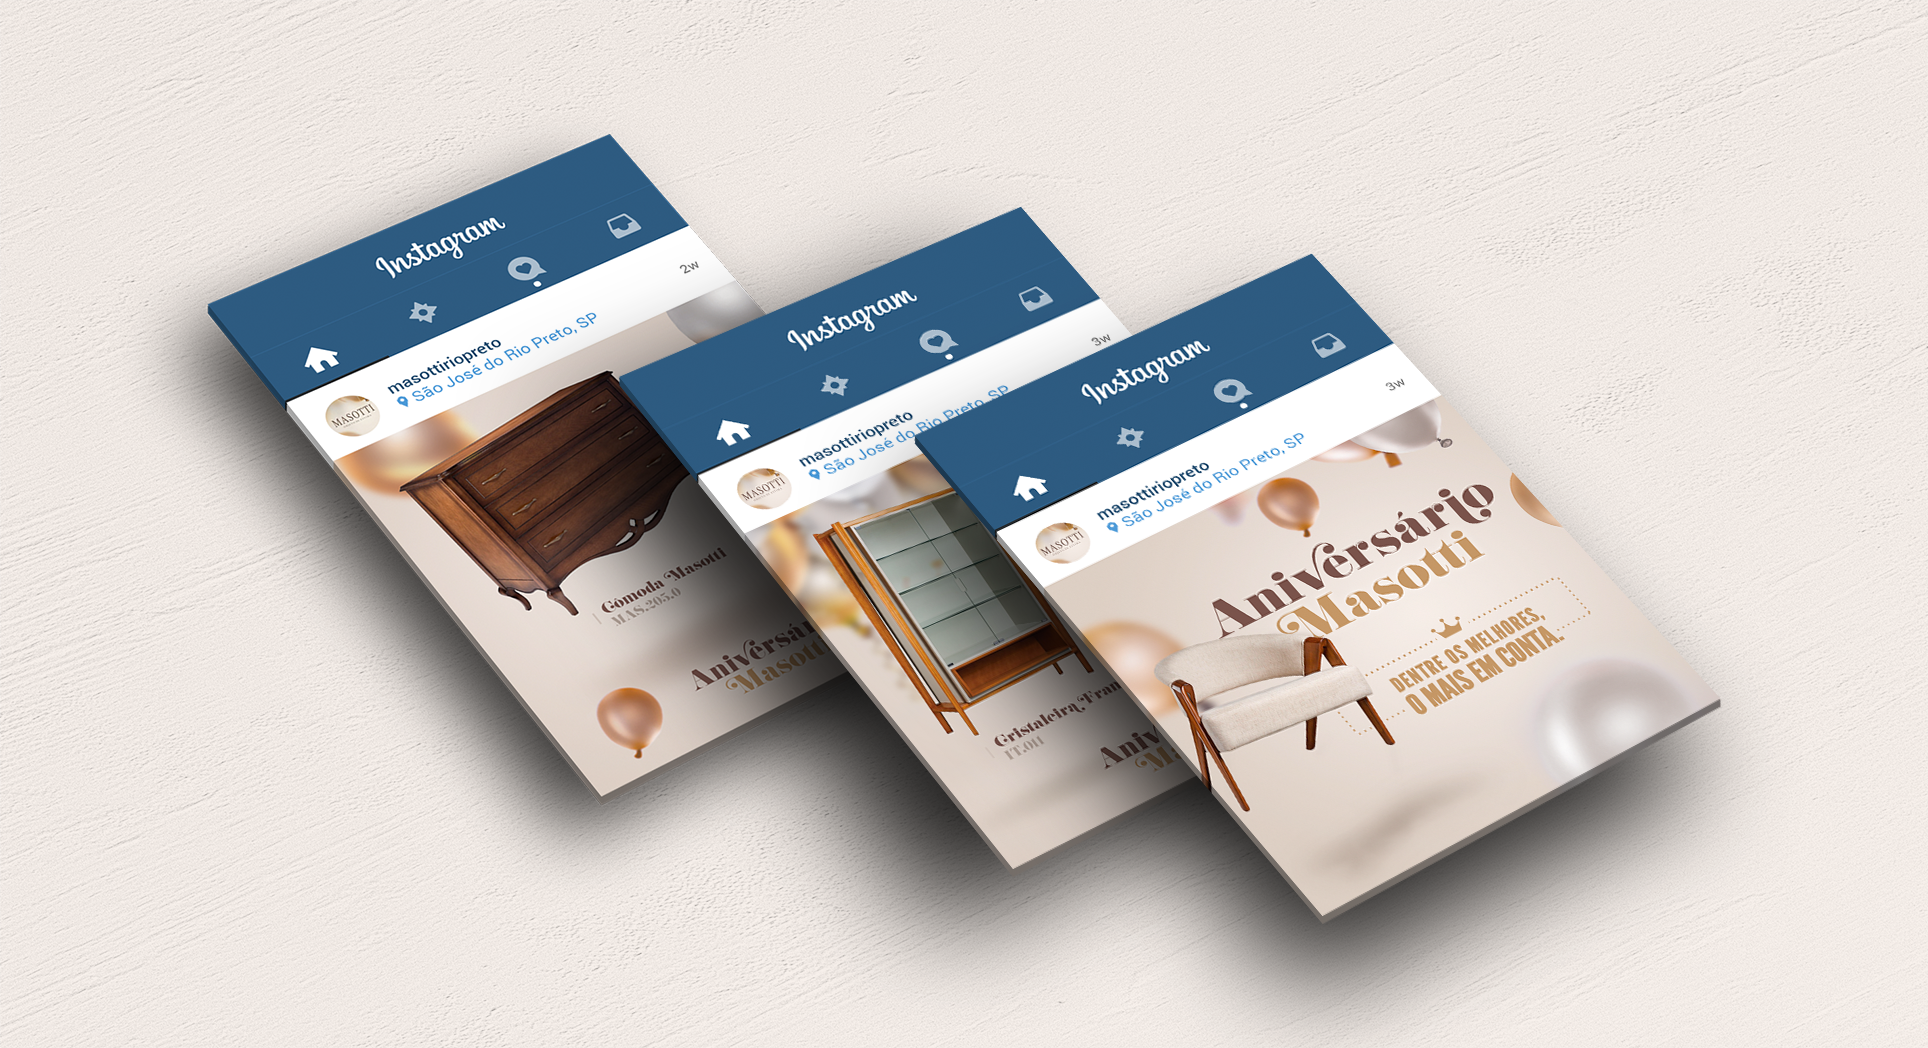 Instagram
2w
masottiriopreto
São José do Rio Preto, SP
MASOTTI
Cômoda Masotti
MAS.205.0
Aniversár
Masott
Instagram
3w
masottiriopreto
São José do Rio Preto, SP
MASOTTI
Cristaleira Fran
FT.011
Aniv
Ma
Instagram
3w
masottiriopreto
São José do Rio Preto, SP
MASOTTI
Aniversário
Masotti
DENTRE OS MELHORES,
O MAIS EM CONTA.